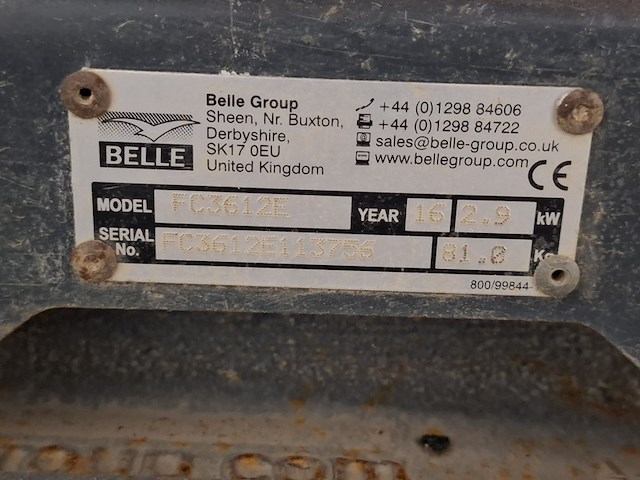 BELLE
Belle Group
Sheen, Nr. Buxton,
Derbyshire,
SK17 0EU
United Kingdom
+44 (0)1298 84606
+44 (0)1298 84722
sales@belle-group.co.uk
www.bellegroup.com
CE
MODEL FC3612E YEAR 16 2.9 kW
SERIAL No. FC3612E113756 81.0
800/99844